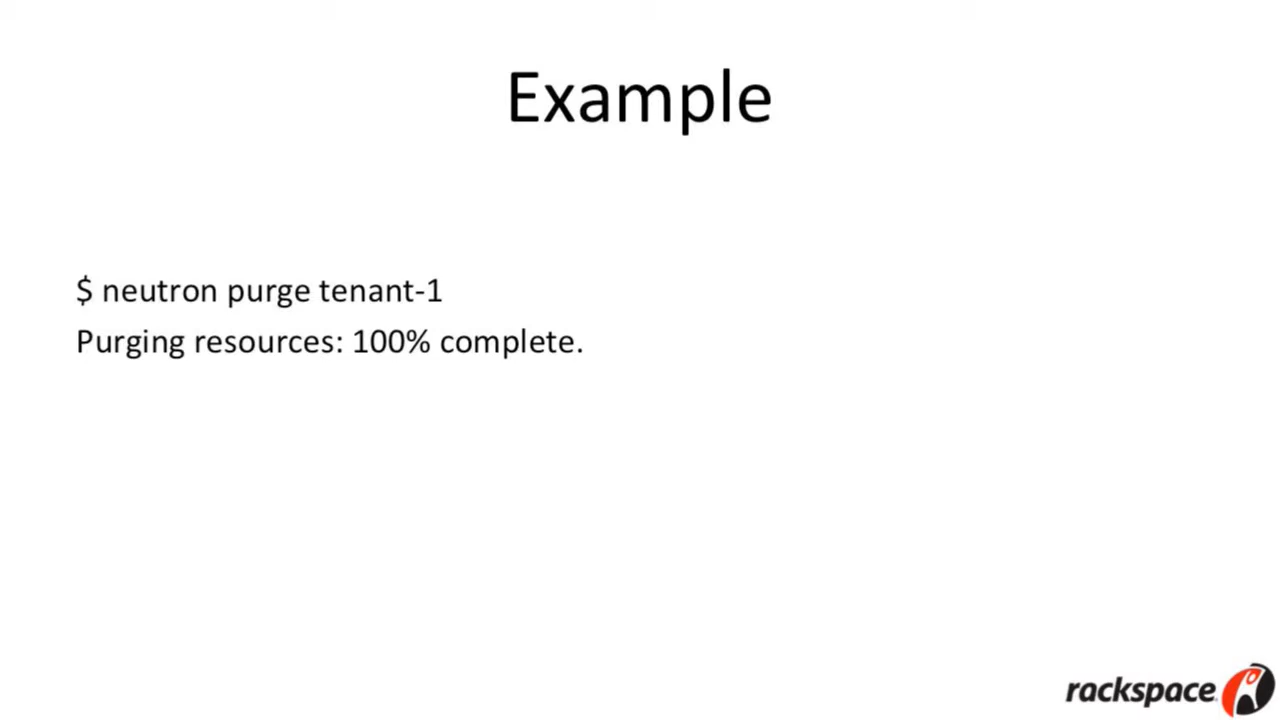 Example
$ neutron purge tenant-1
Purging resources: 100% complete.
rackspace